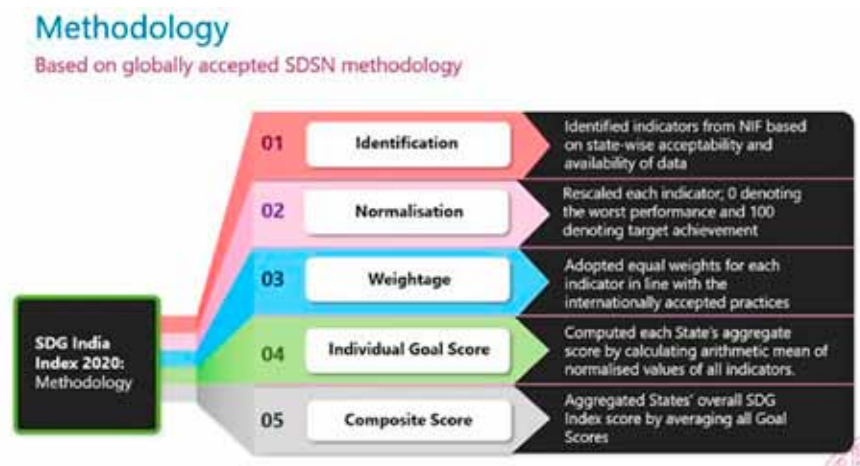 Methodology
Based on globally accepted SDSN methodology
SDG India
Index 2020:
Methodology
01
Identification
Identified indicators from NIF based
on state-wise acceptability and
availability of data
02
Normalisation
Rescaled each indicator; 0 denoting
the worst performance and 100
denoting target achievement
03
Weightage
Adopted equal weights for each
indicator in line with the
internationally accepted practices
04
Individual Goal Score
Computed each State's aggregate
score by calculating arithmetic mean of
normalised values of all indicators.
05
Composite Score
Aggregated States' overall SDG
Index score by averaging all Goal
Scores